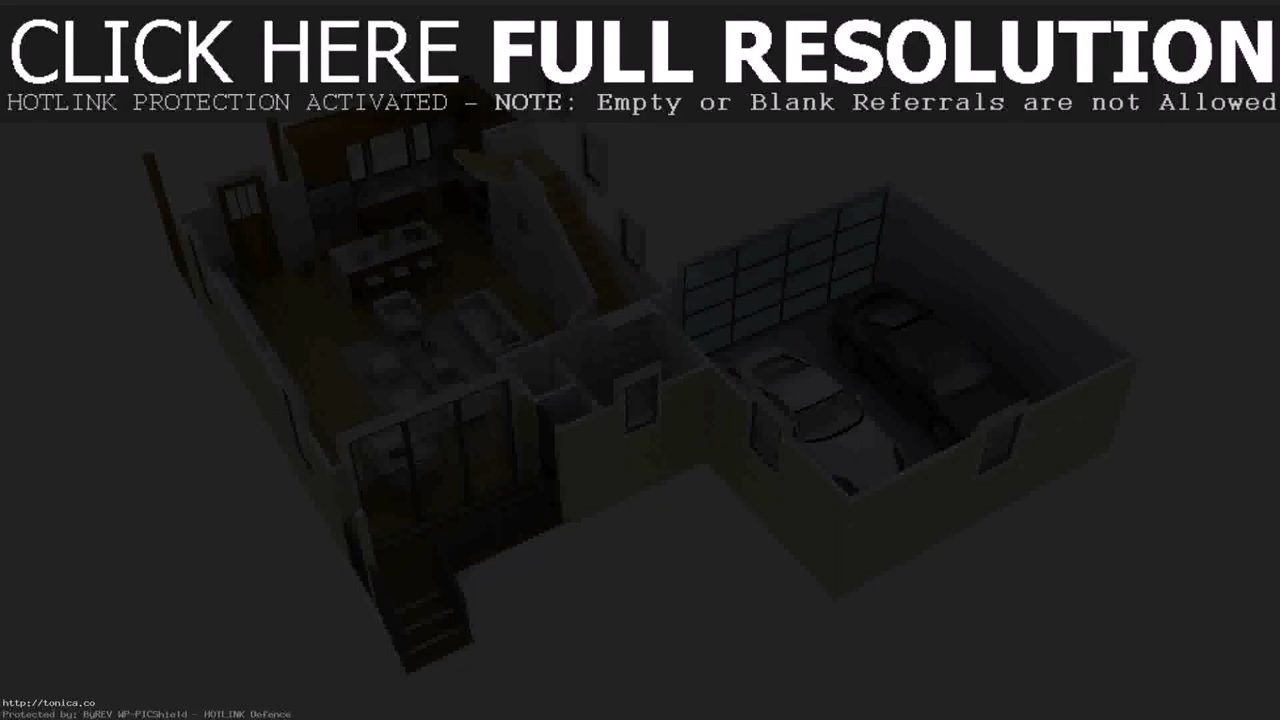 CLICK HERE FULL RESOLUTION
HOTLINK PROTECTION ACTIVATED - NOTE: Empty or Blank Referrals are not Allowed
http://tonica.co
Protected by: ByREV WP-PICShield - HOTLINK Defence